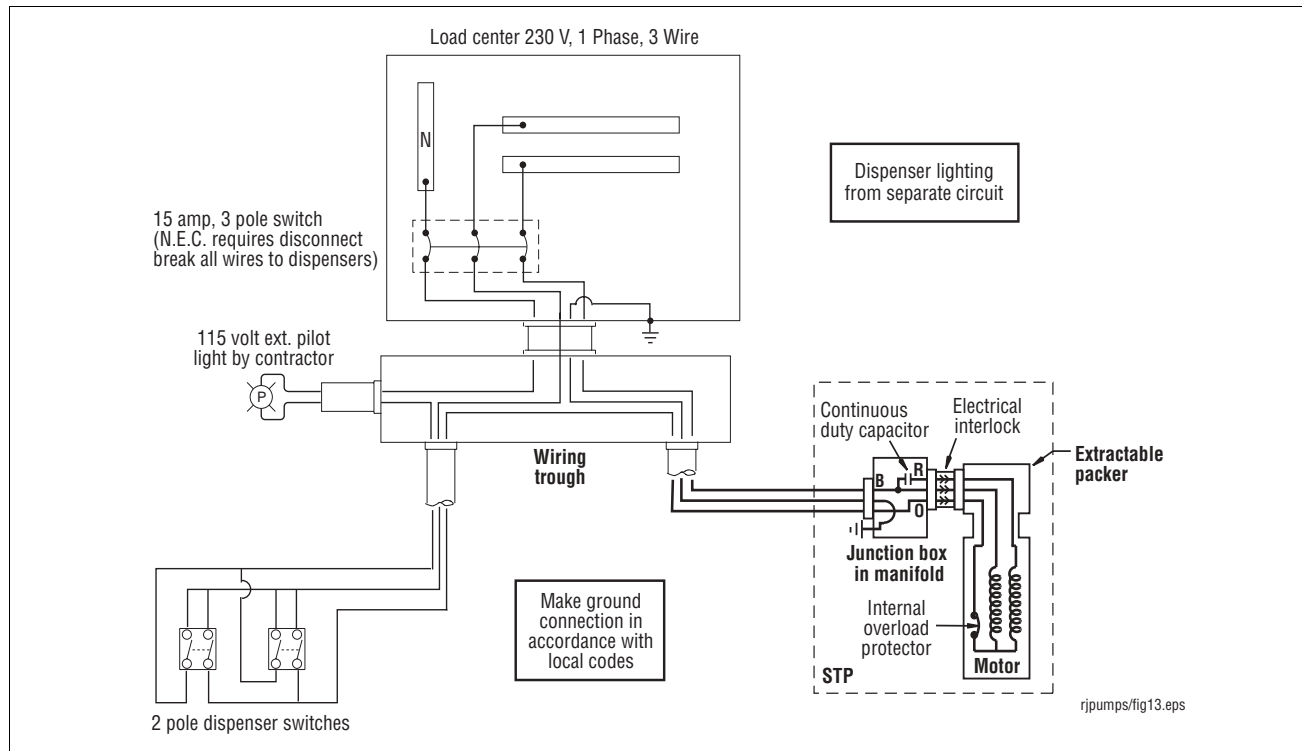 Load center 230 V, 1 Phase, 3 Wire
N
15 amp, 3 pole switch
(N.E.C. requires disconnect
break all wires to dispensers)
Dispenser lighting
from separate circuit
115 volt ext. pilot
light by contractor
P
Wiring
trough
Continuous
duty capacitor
Electrical
interlock
Extractable
packer
B
R
O
Junction box
in manifold
Internal
overload
protector
Motor
STP
Make ground
connection in
accordance with
local codes
2 pole dispenser switches
rjpumps/fig13.eps